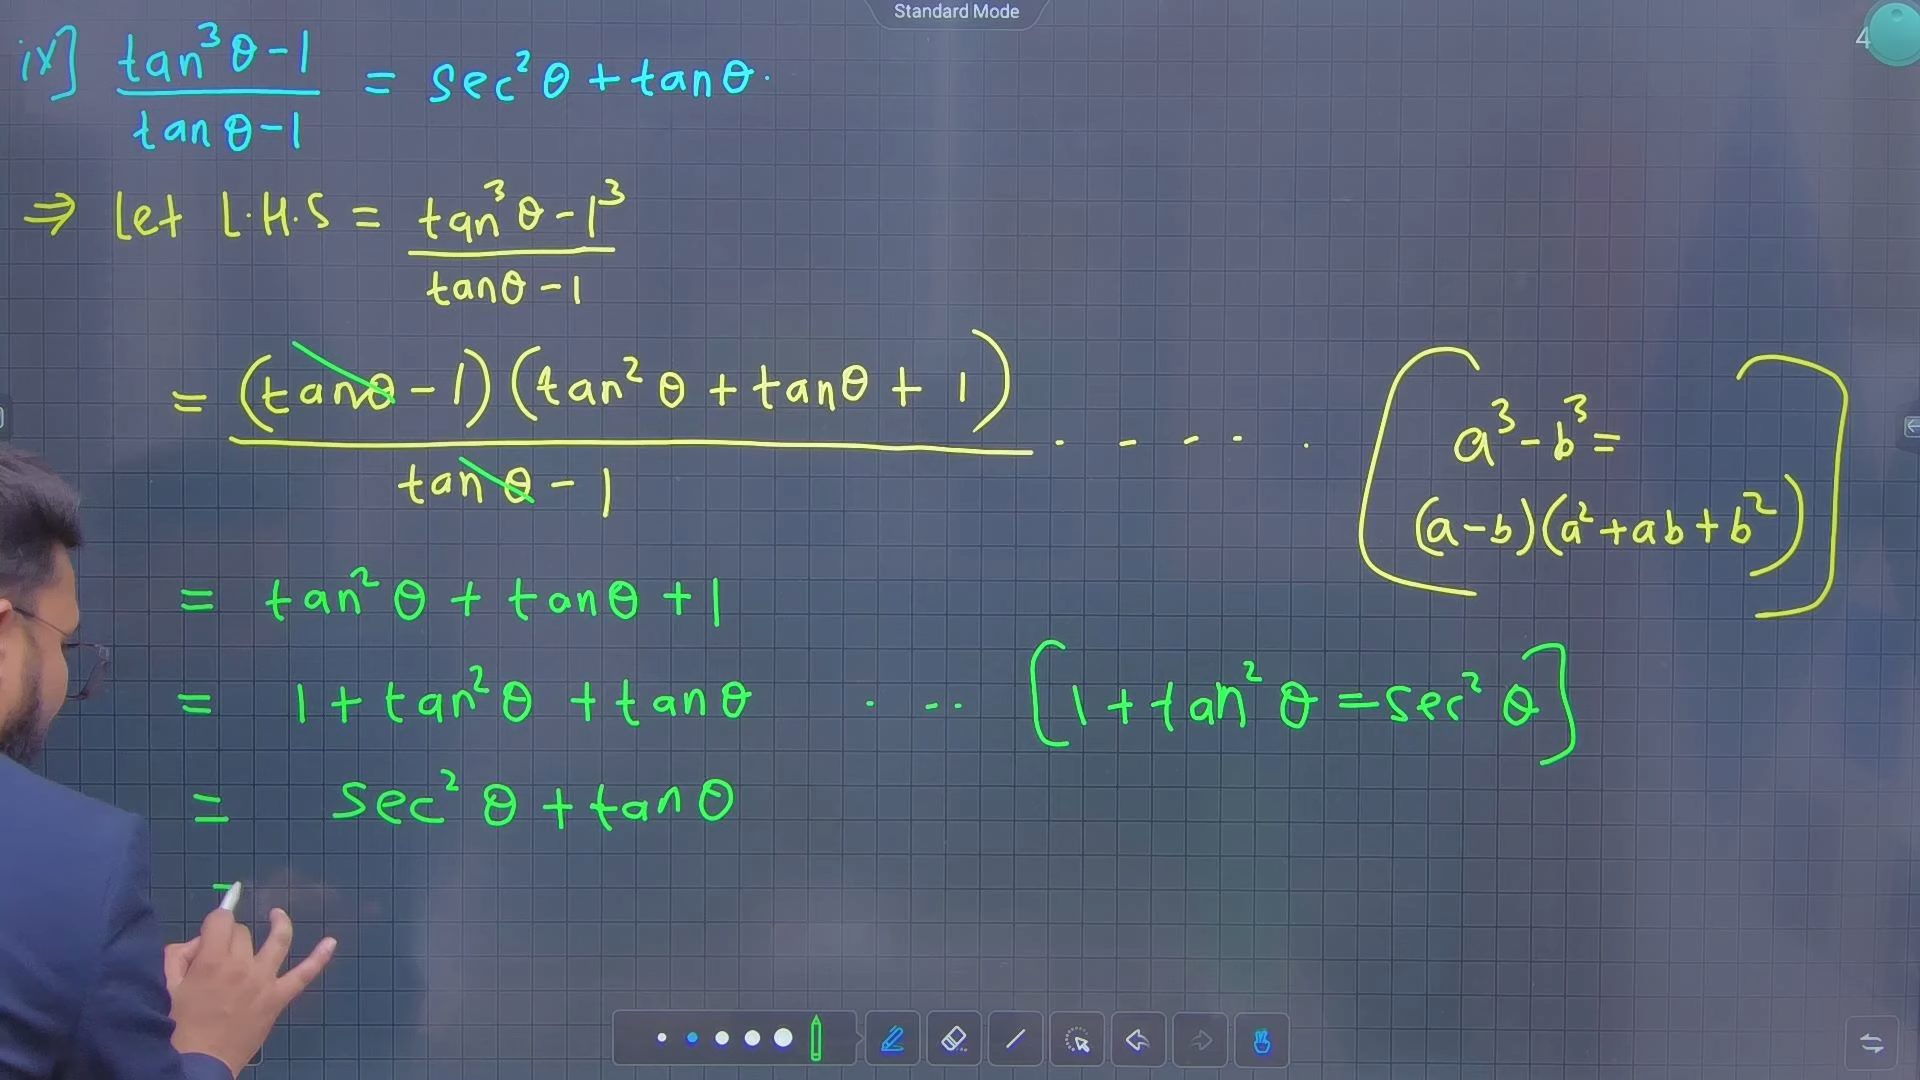 Standard Mode
4
ix] tan³θ-1 / tanθ-1 = sec²θ + tanθ.
⇒ Let L.H.S = tan³θ - 1³ / tanθ - 1
= (tanθ - 1) (tan²θ + tanθ + 1) / tanθ - 1 . - - - - . [a³-b³= 
(a-b)(a²+ab+b²)]
= tan²θ + tanθ + 1
= 1 + tan²θ + tanθ . -- [1 + tan²θ = sec²θ]
= sec²θ + tanθ